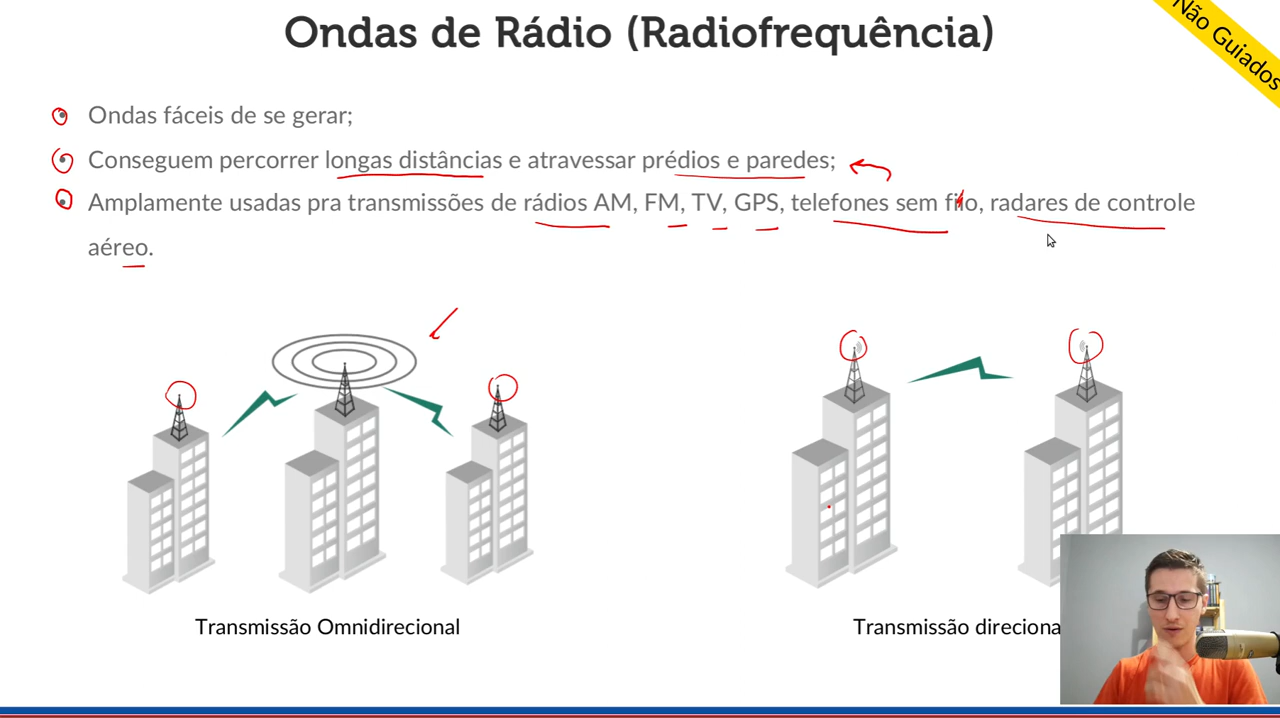 Ondas de Rádio (Radiofrequência)
Não Guiados
Ondas fáceis de se gerar;
Conseguem percorrer longas distâncias e atravessar prédios e paredes;
Amplamente usadas pra transmissões de rádios AM, FM, TV, GPS, telefones sem fio, radares de controle
aéreo.
Transmissão Omnidirecional
Transmissão direciona